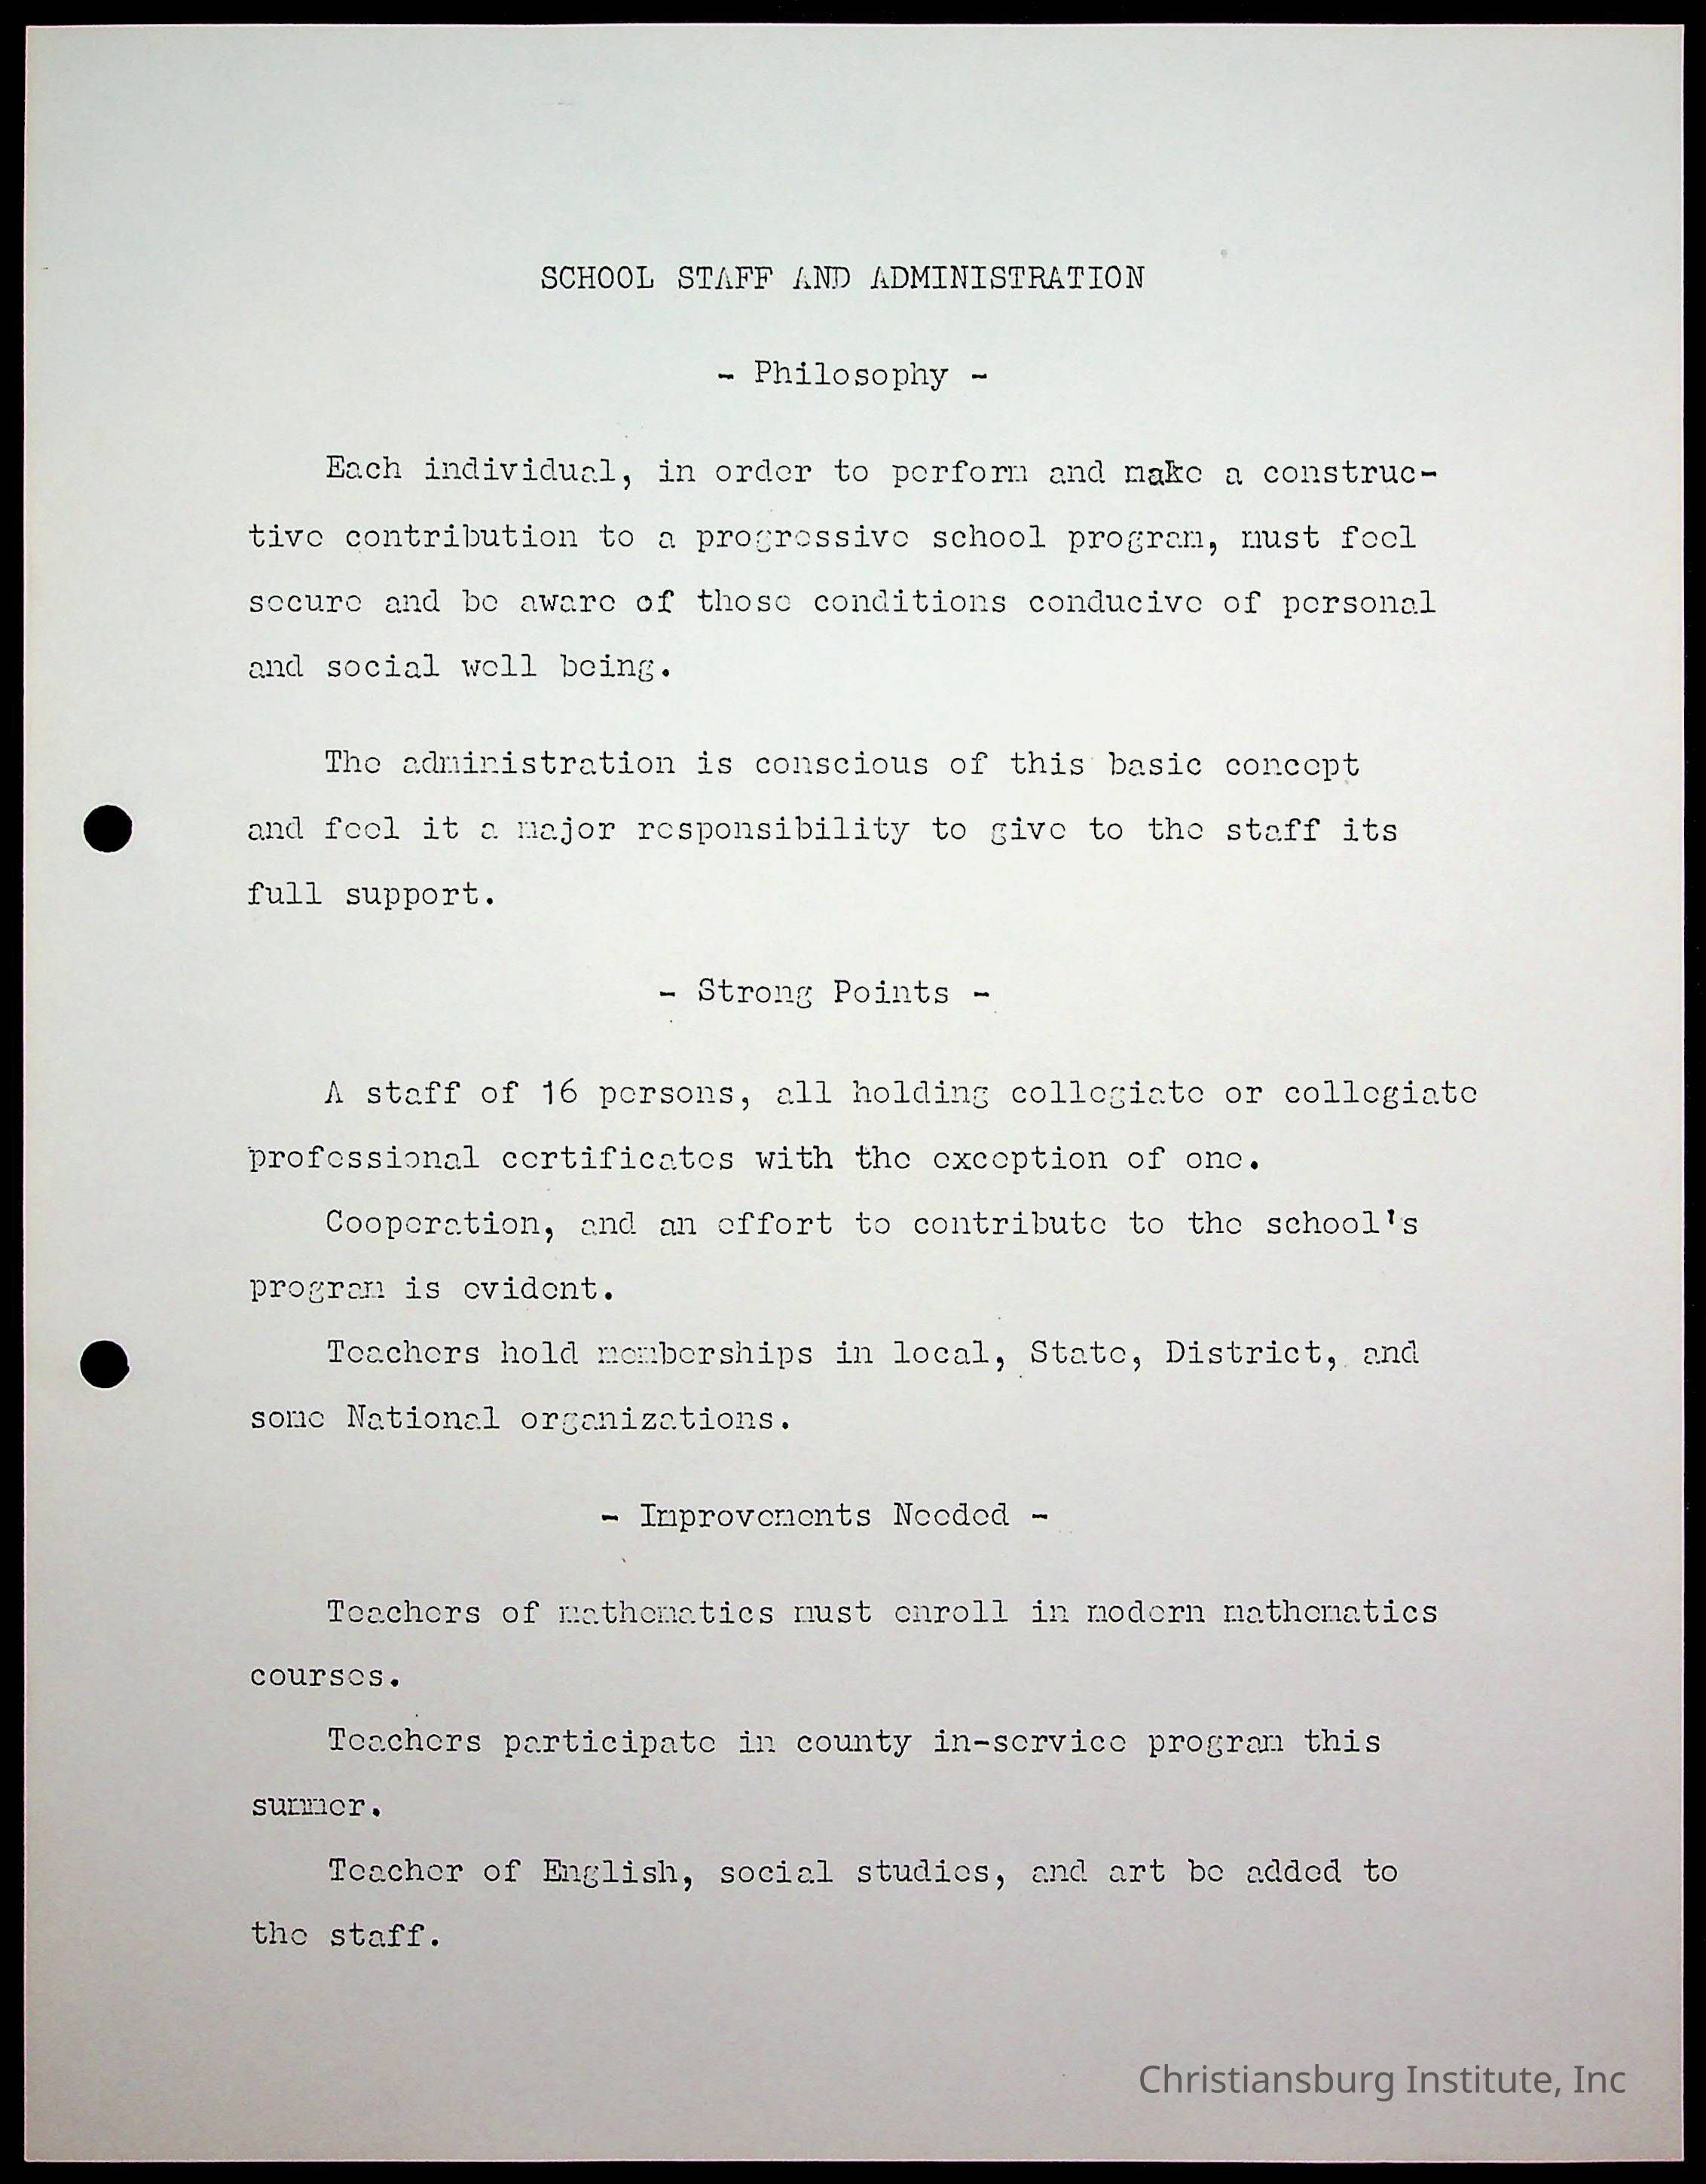 SCHOOL STAFF AND ADMINISTRATION
- Philosophy -
Each individual, in order to perform and make a construc-
tive contribution to a progressive school program, must feel
secure and be aware of those conditions conducive of personal
and social well being.
The administration is conscious of this basic concept
and feel it a major responsibility to give to the staff its
full support.
- Strong Points -
A staff of 16 persons, all holding collegiate or collegiate
professional certificates with the exception of one.
Cooperation, and an effort to contribute to the school's
program is evident.
Teachers hold memberships in local, State, District, and
some National organizations.
- Improvements Needed -
Teachers of mathematics must enroll in modern mathematics
courses.
Teachers participate in county in-service program this
summer.
Teacher of English, social studies, and art be added to
the staff.
Christiansburg Institute, Inc